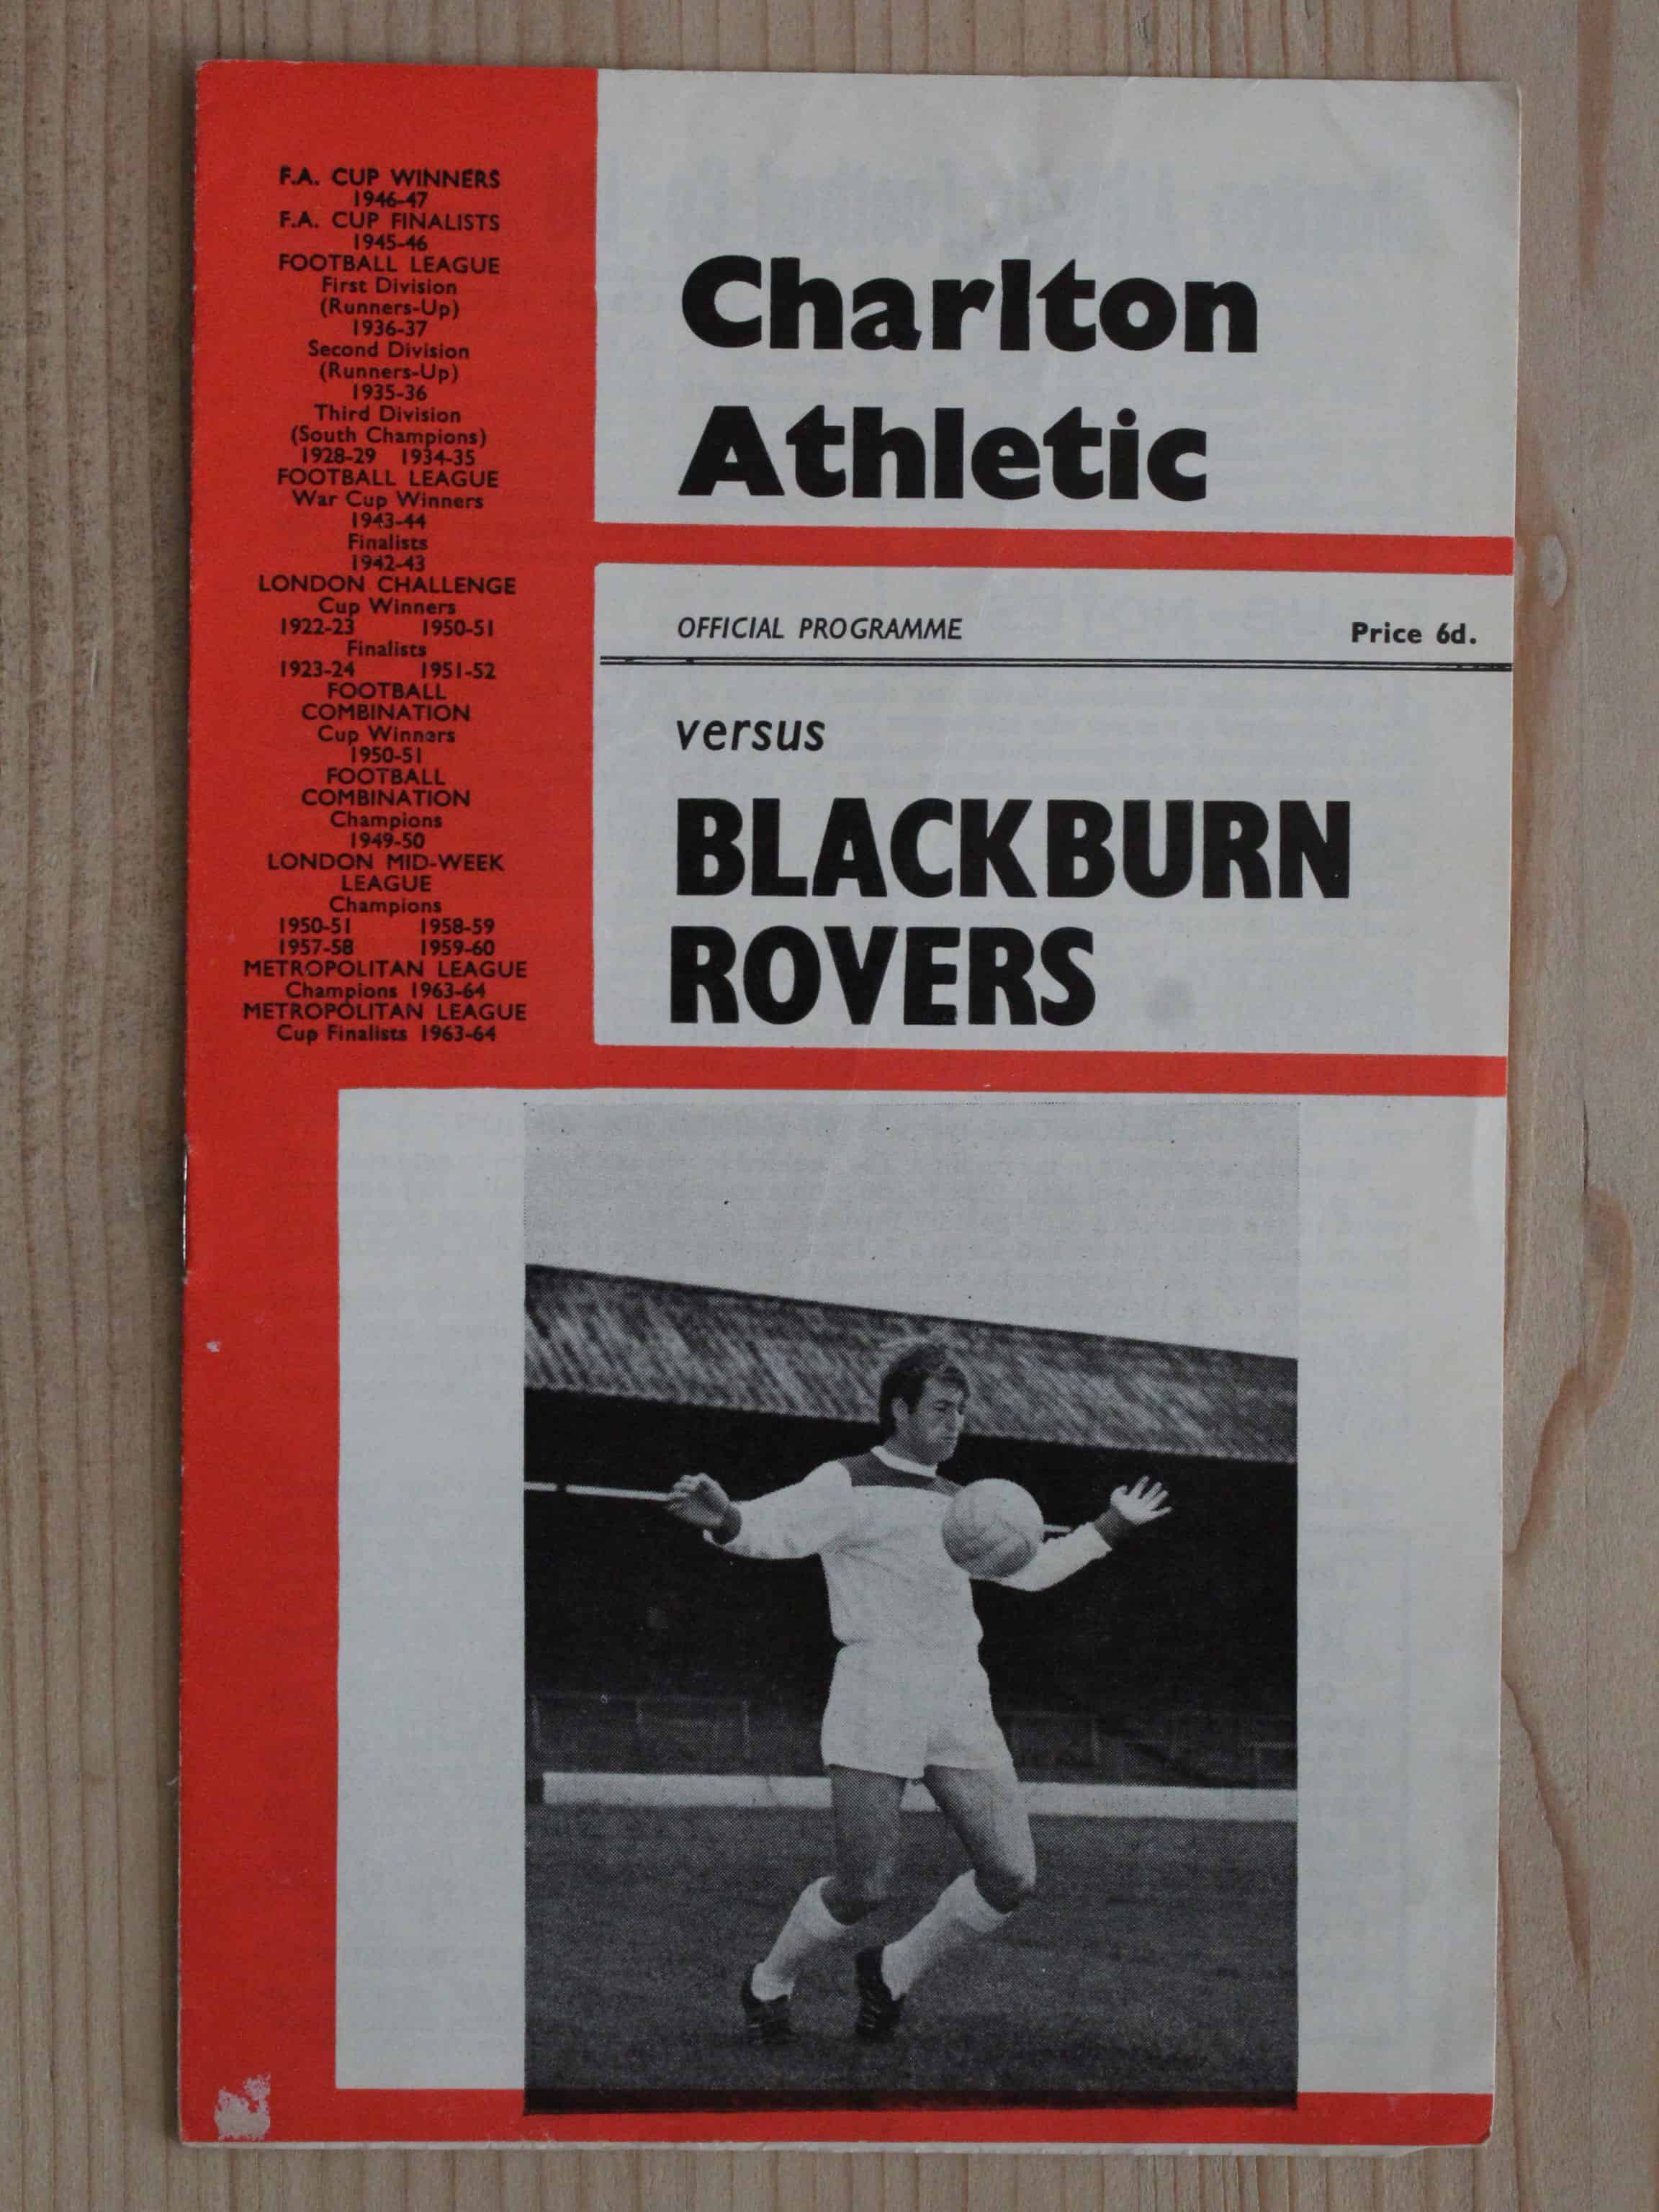 F.A. CUP WINNERS
1946-47
F.A. CUP FINALISTS
1945-46
FOOTBALL LEAGUE
First Division
(Runners-Up)
1936-37
Second Division
(Runners-Up)
1935-36
Third Division
(South Champions)
1928-29 1934-35
FOOTBALL LEAGUE
War Cup Winners
1943-44
Finalists
1942-43
LONDON CHALLENGE
Cup Winners
1922-23 1950-51
Finalists
1923-24 1951-52
FOOTBALL
COMBINATION
Cup Winners
1950-51
FOOTBALL
COMBINATION
Champions
1949-50
LONDON MID-WEEK
LEAGUE
Champions
1950-51 1958-59
1957-58 1959-60
METROPOLITAN LEAGUE
Champions 1963-64
METROPOLITAN LEAGUE
Cup Finalists 1963-64
Charlton
Athletic
OFFICIAL PROGRAMME Price 6d.
versus
BLACKBURN
ROVERS